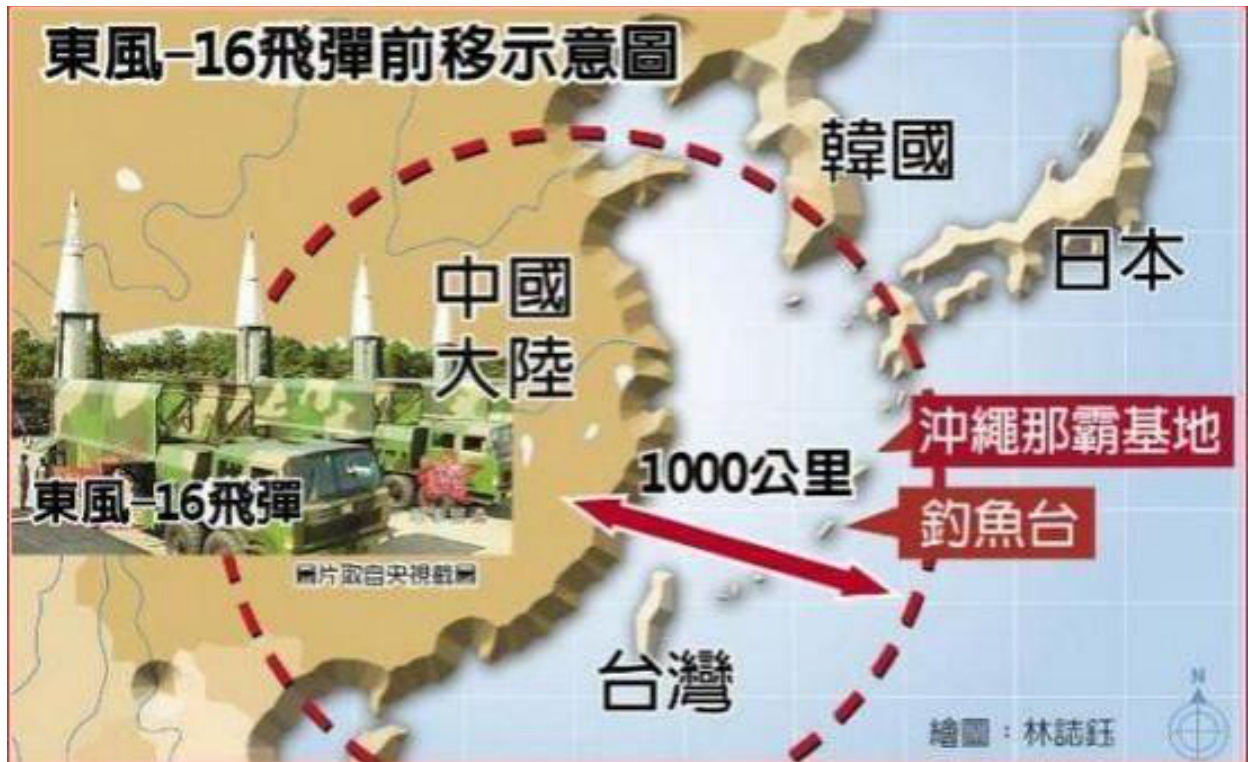 東風-16飛彈前移示意圖
韓國
日本
中國
大陸
沖繩那霸基地
1000公里
釣魚台
東風-16飛彈
圖片取自央視截圖
台灣
N
繪圖：林誌鈺